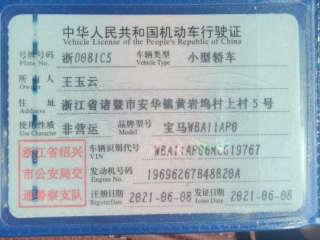 中华人民共和国机动车行驶证
Vehicle License of the People's Republic of China
号牌号码 浙D081C5 车辆类型 小型轿车
Plate No. Vehicle Type
所有人 王玉云
Owner
住址 浙江省诸暨市安华镇黄岩坞村上村5号
Address
使用性质 非营运 品牌型号 宝马WBA11AP0
Use Character Model
浙江省绍兴
市公安局交
通警察支队
车辆识别代号
VIN
发动机号码 19696267B48B20A
Engine No.
注册日期 2021-06-08 发证日期 2021-06-08
Register Date Issue Date